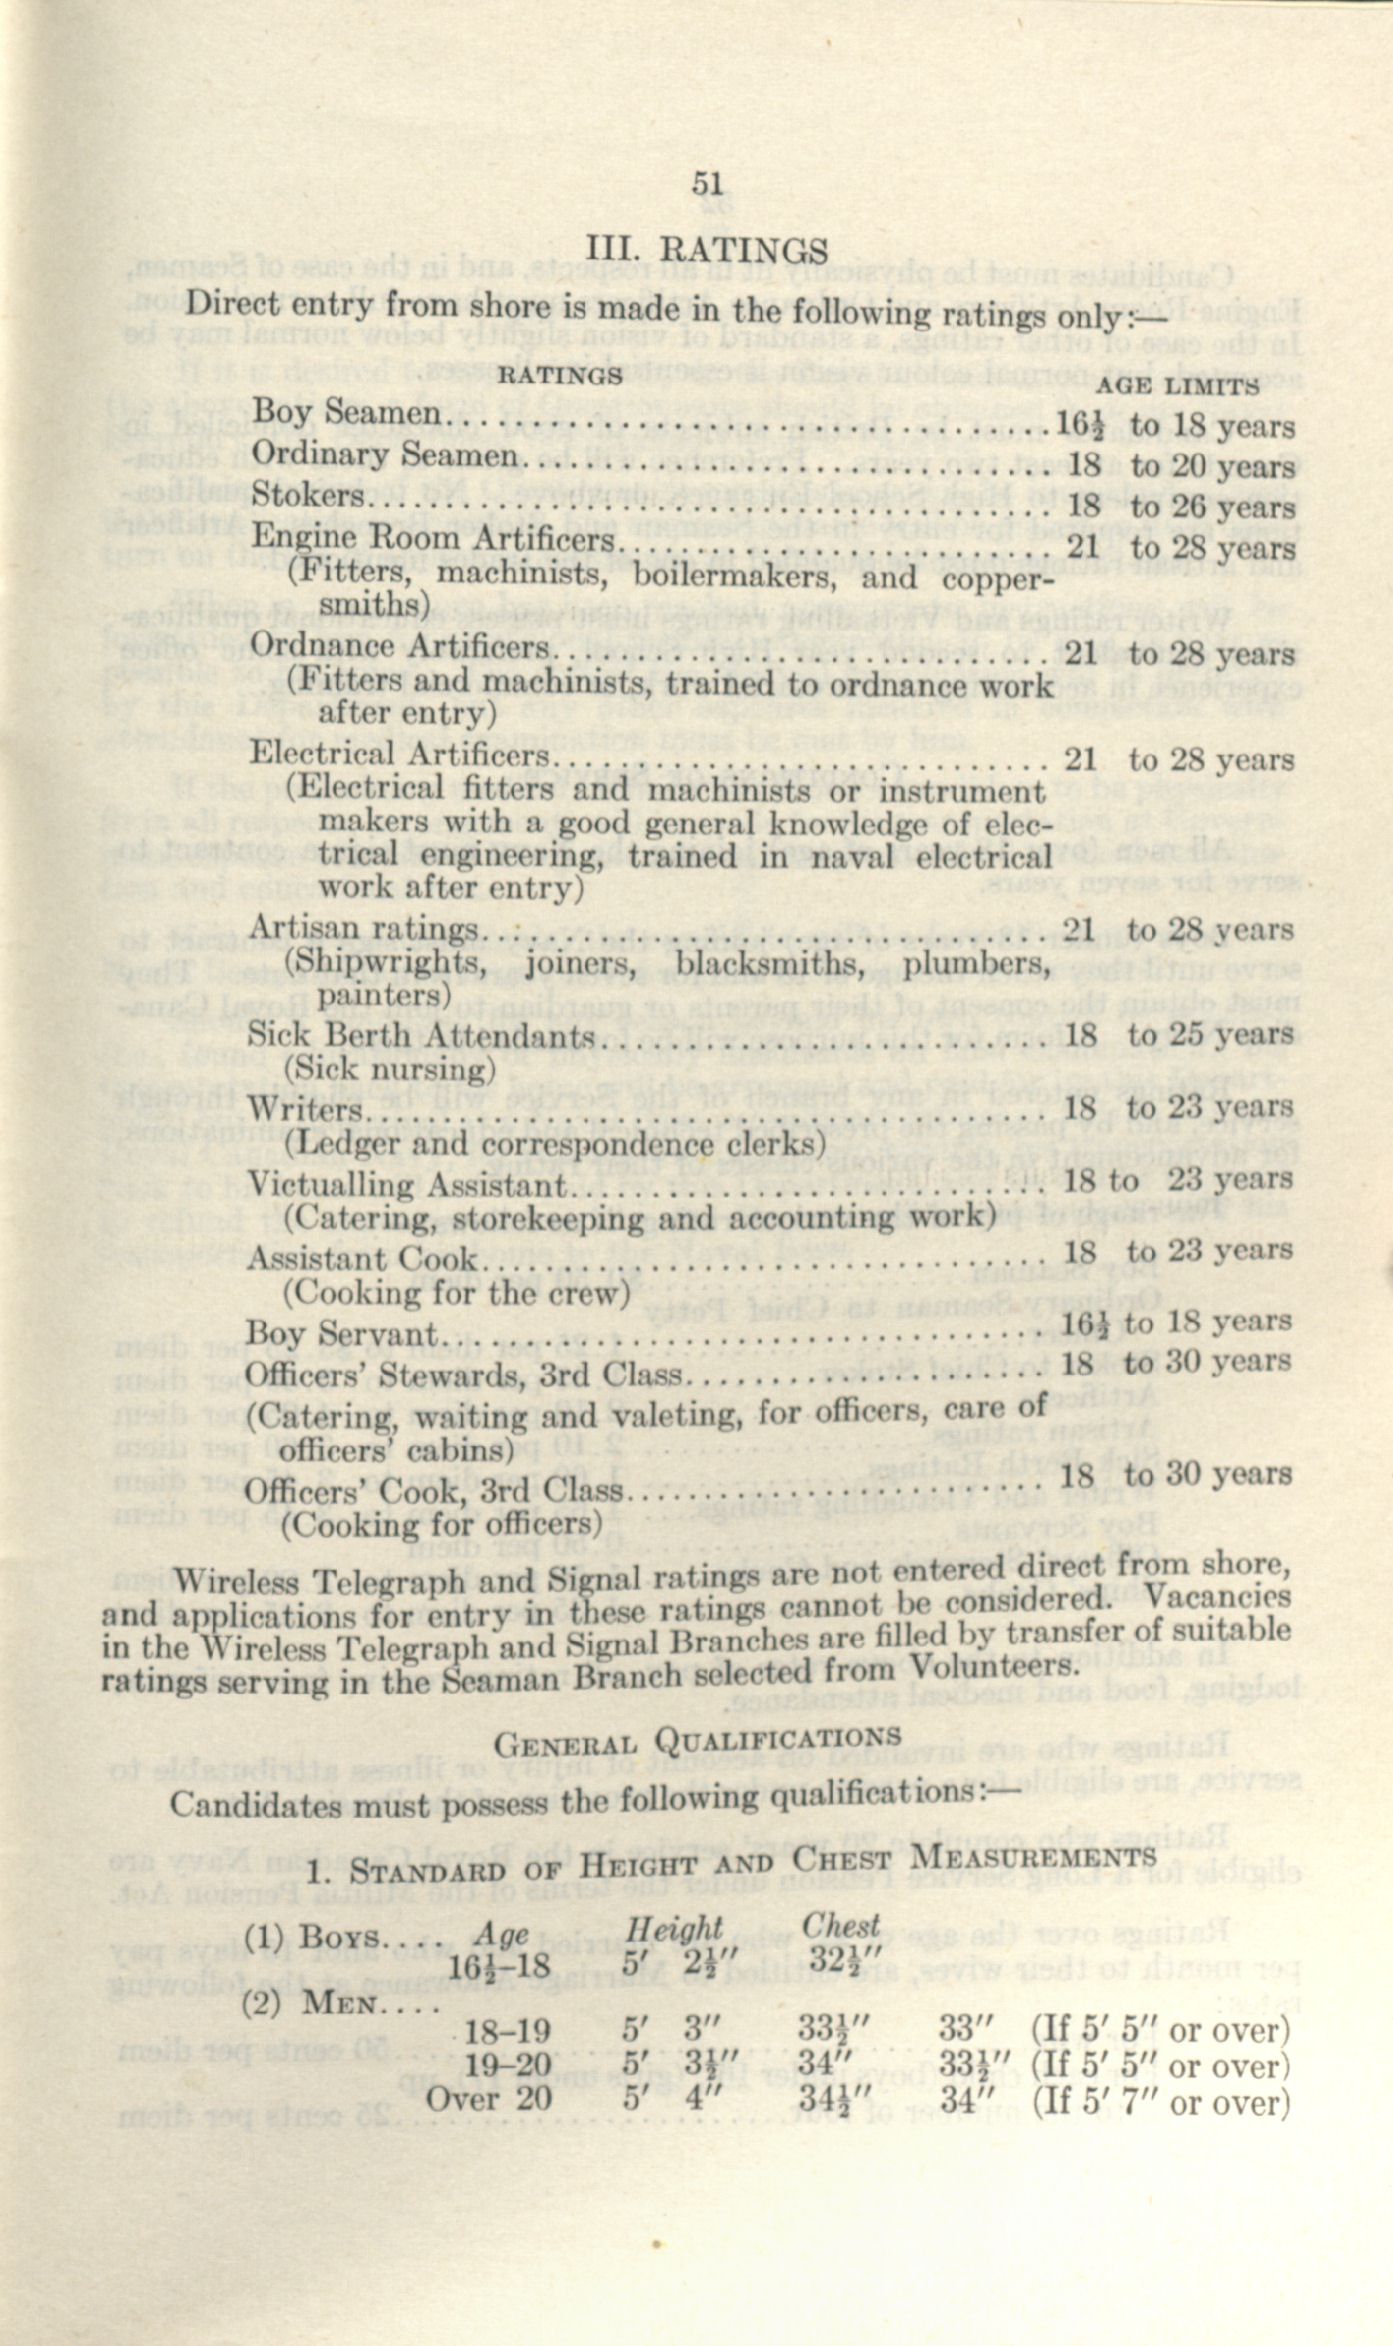 51
III. RATINGS
Direct entry from shore is made in the following ratings only:—
RATINGS AGE LIMITS
Boy Seamen.................................16½ to 18 years
Ordinary Seamen............................. 18 to 20 years
Stokers...................................... 18 to 26 years
Engine Room Artificers........................ 21 to 28 years
(Fitters, machinists, boilermakers, and copper-
smiths)
Ordnance Artificers............................ 21 to 28 years
(Fitters and machinists, trained to ordnance work
after entry)
Electrical Artificers............................ 21 to 28 years
(Electrical fitters and machinists or instrument
makers with a good general knowledge of elec-
trical engineering, trained in naval electrical
work after entry)
Artisan ratings................................ 21 to 28 years
(Shipwrights, joiners, blacksmiths, plumbers,
painters)
Sick Berth Attendants......................... 18 to 25 years
(Sick nursing)
Writers...................................... 18 to 23 years
(Ledger and correspondence clerks)
Victualling Assistant........................... 18 to 23 years
(Catering, storekeeping and accounting work)
Assistant Cook................................ 18 to 23 years
(Cooking for the crew)
Boy Servant.................................. 16½ to 18 years
Officers' Stewards, 3rd Class.................... 18 to 30 years
(Catering, waiting and valeting, for officers, care of
officers' cabins)
Officers' Cook, 3rd Class....................... 18 to 30 years
(Cooking for officers)
Wireless Telegraph and Signal ratings are not entered direct from shore,
and applications for entry in these ratings cannot be considered. Vacancies
in the Wireless Telegraph and Signal Branches are filled by transfer of suitable
ratings serving in the Seaman Branch selected from Volunteers.
GENERAL QUALIFICATIONS
Candidates must possess the following qualifications:—
1. STANDARD OF HEIGHT AND CHEST MEASUREMENTS
(1) BOYS.... Age Height Chest
16½–18 5' 2½" 32½"
(2) MEN....
18–19 5' 3" 33½" 33" (If 5' 5" or over)
19–20 5' 3½" 34" 33½" (If 5' 5" or over)
Over 20 5' 4" 34½" 34" (If 5' 7" or over)